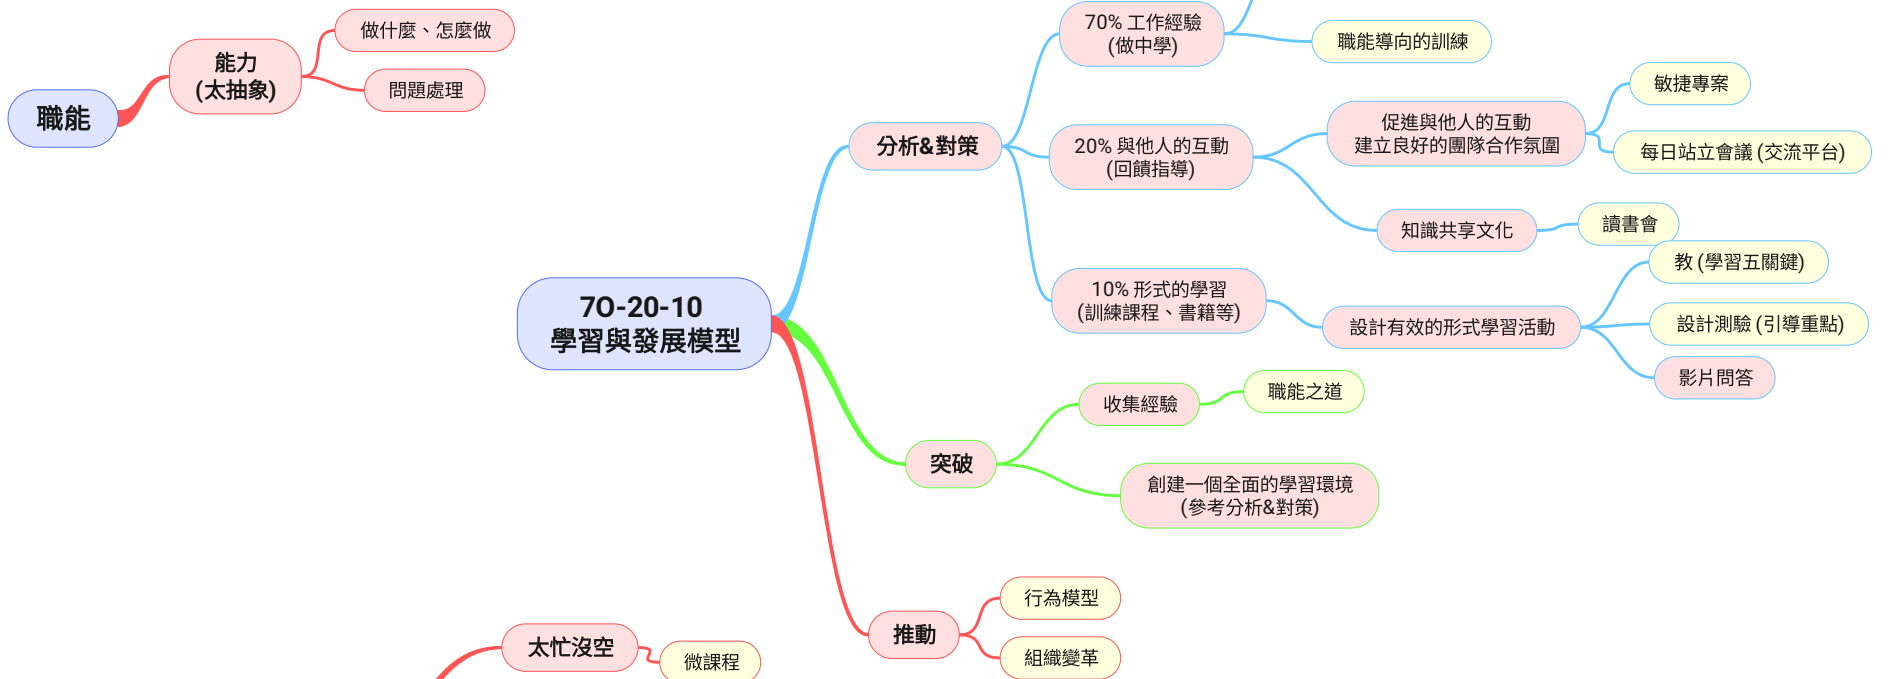 職能
能力
(太抽象)
做什麼、怎麼做
問題處理
7O-20-10
學習與發展模型
分析&對策
70% 工作經驗
(做中學)
職能導向的訓練
20% 與他人的互動
(回饋指導)
促進與他人的互動
建立良好的團隊合作氛圍
敏捷專案
每日站立會議 (交流平台)
知識共享文化
讀書會
10% 形式的學習
(訓練課程、書籍等)
設計有效的形式學習活動
教 (學習五關鍵)
設計測驗 (引導重點)
影片問答
突破
收集經驗
職能之道
創建一個全面的學習環境
(參考分析&對策)
推動
行為模型
組織變革
太忙沒空
微課程